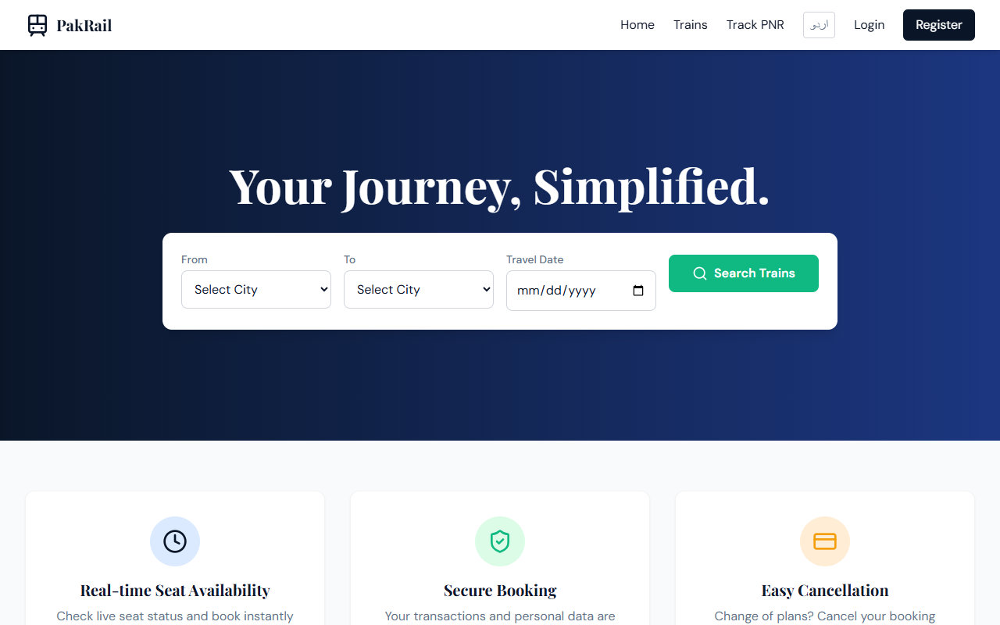 PakRail
Home
Trains
Track PNR
اردو
Login
Register
Your Journey, Simplified.
From
To
Travel Date
Select City
Select City
mm/dd/yyyy
Search Trains
Real-time Seat Availability
Check live seat status and book instantly
Secure Booking
Your transactions and personal data are
Easy Cancellation
Change of plans? Cancel your booking